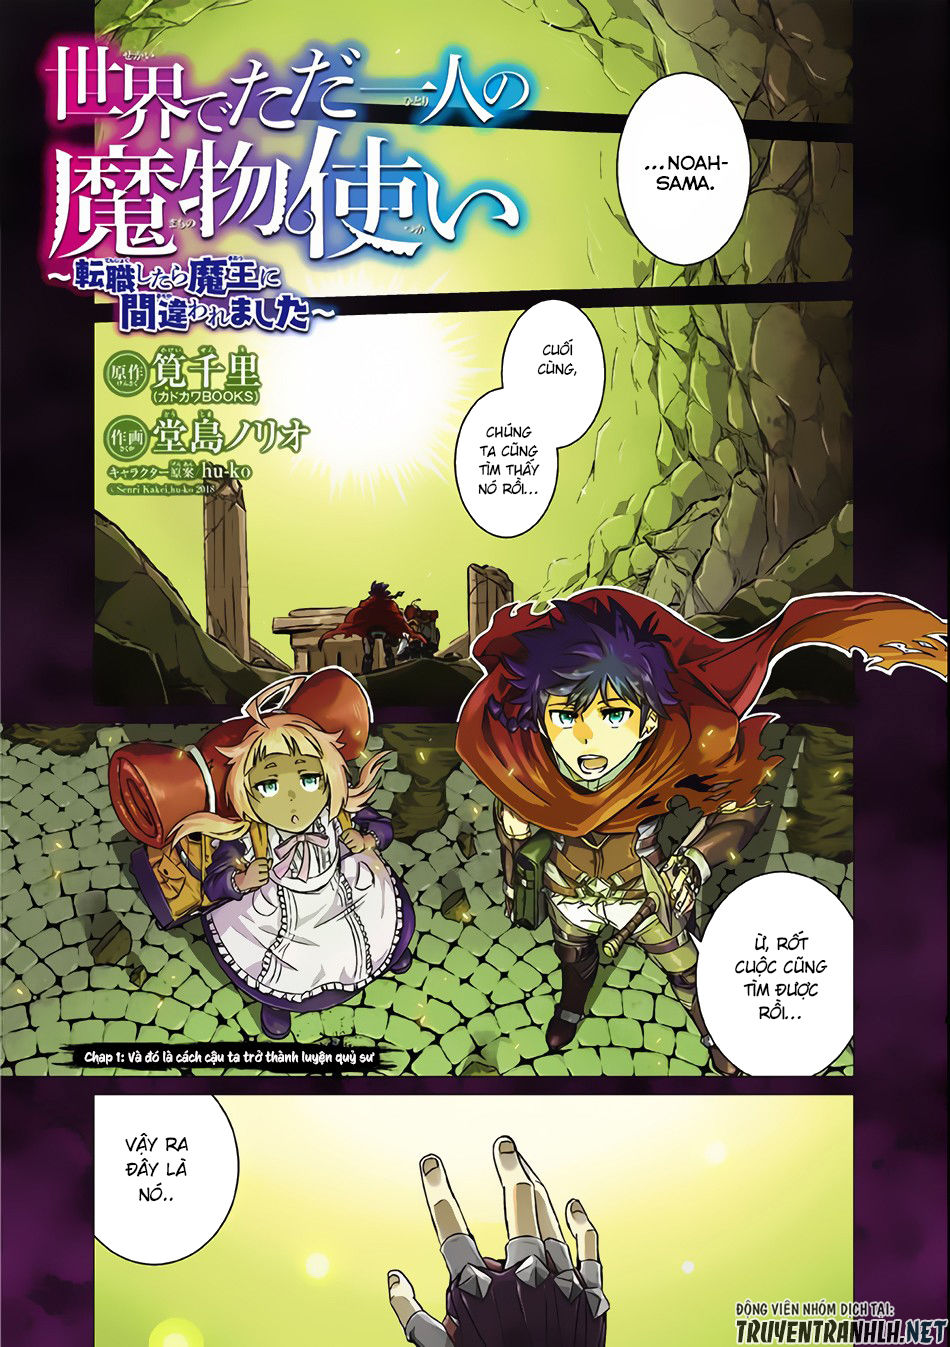 世界でただ一人の
魔物使い
～転職したら魔王に
間違われました～
原作 筧千里
(カドカワBOOKS)
作画 堂島ノリオ
キャラクター原案 hu-ko
©Senri Kakei,hu-ko 2018
...NOAH-
SAMA.
CUỐI
CÙNG,
CHÚNG
TA CŨNG
TÌM THẤY
NÓ RỒI...
Ừ, RỐT
CUỘC CŨNG
TÌM ĐƯỢC
RỒI...
Chap 1: Và đó là cách cậu ta trở thành luyện quỷ sư
VẬY RA
ĐÂY LÀ
NÓ..
ĐỘNG VIÊN NHÓM DỊCH TẠI:
TRUYENTRANHLH.NET